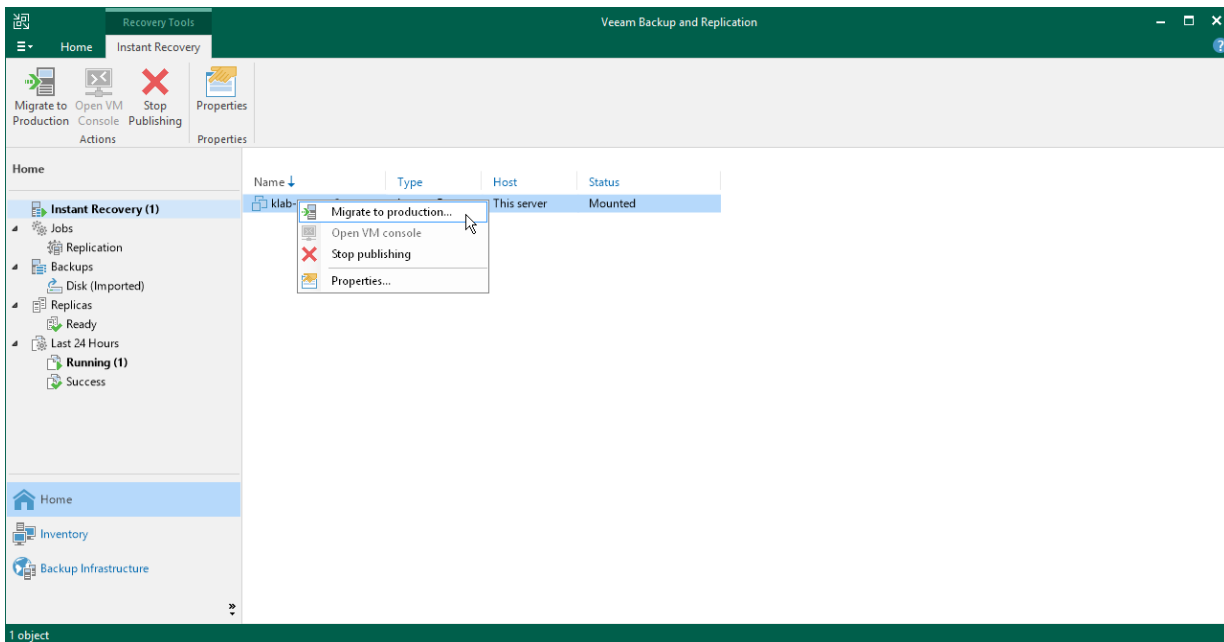 Recovery Tools
Veeam Backup and Replication
Home
Instant Recovery
Migrate to Production
Open VM Console
Stop Publishing
Properties
Actions
Properties
Home
Instant Recovery (1)
Jobs
Replication
Backups
Disk (Imported)
Replicas
Ready
Last 24 Hours
Running (1)
Success
Home
Inventory
Backup Infrastructure
Name
Type
Host
Status
klab-
This server
Mounted
Migrate to production...
Open VM console
Stop publishing
Properties...
1 object